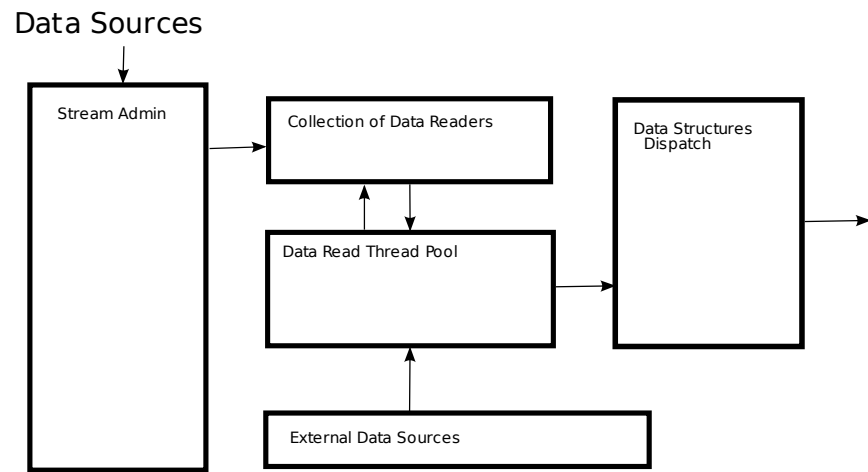 Data Sources
Stream Admin
Collection of Data Readers
Data Structures
Dispatch
Data Read Thread Pool
External Data Sources